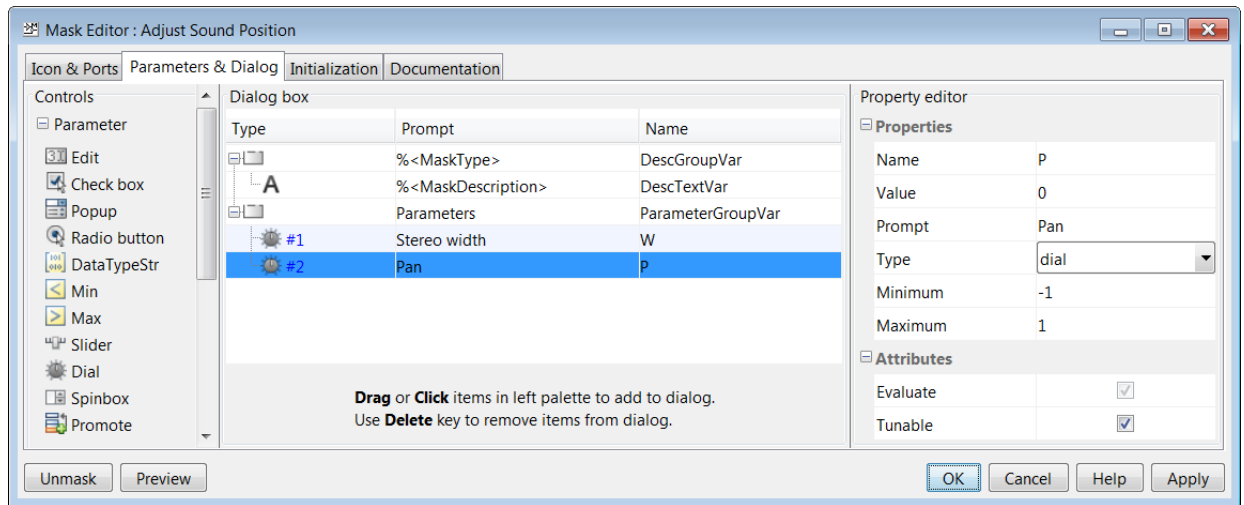 Mask Editor : Adjust Sound Position
Icon & Ports Parameters & Dialog Initialization Documentation
Controls
Parameter
Edit
Check box
Popup
Radio button
DataTypeStr
Min
Max
Slider
Dial
Spinbox
Promote
Dialog box
Type Prompt Name
%<MaskType> DescGroupVar
A %<MaskDescription> DescTextVar
Parameters ParameterGroupVar
#1 Stereo width W
#2 Pan P
Drag or Click items in left palette to add to dialog.
Use Delete key to remove items from dialog.
Property editor
Properties
Name P
Value 0
Prompt Pan
Type dial
Minimum -1
Maximum 1
Attributes
Evaluate
Tunable
Unmask Preview OK Cancel Help Apply